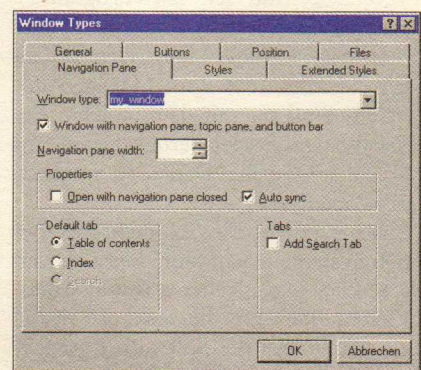 Window Types
General Buttons Position Files
Navigation Pane Styles Extended Styles
Window type: my_window
Window with navigation pane, topic pane, and button bar
Navigation pane width:
Properties
Open with navigation pane closed Auto sync
Default tab Tabs
Table of contents Add Search Tab
Index
Search
OK Abbrechen